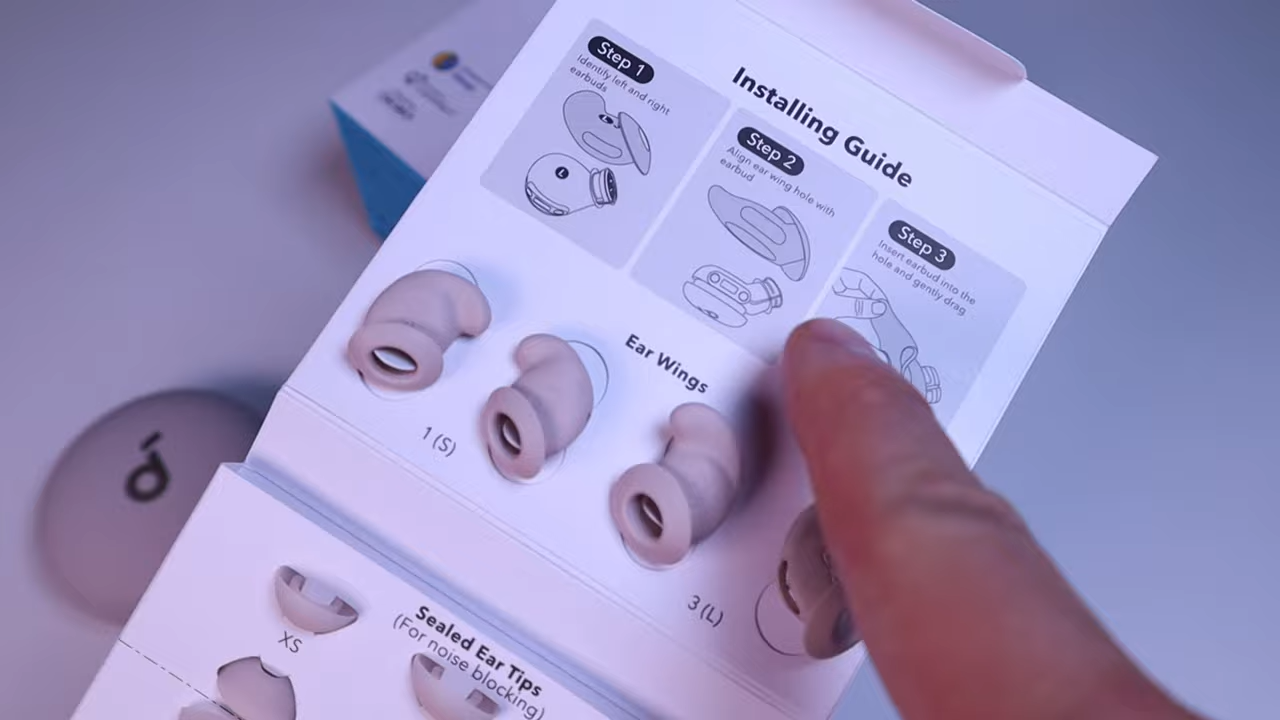 Installing Guide
Step 1
Identify left and right
earbuds
L
L
Step 2
Align ear wing hole with
earbud
Step 3
Insert earbud into the
hole and gently drag
Ear Wings
1 (S)
3 (L)
XS
Sealed Ear Tips
(For noise blocking)